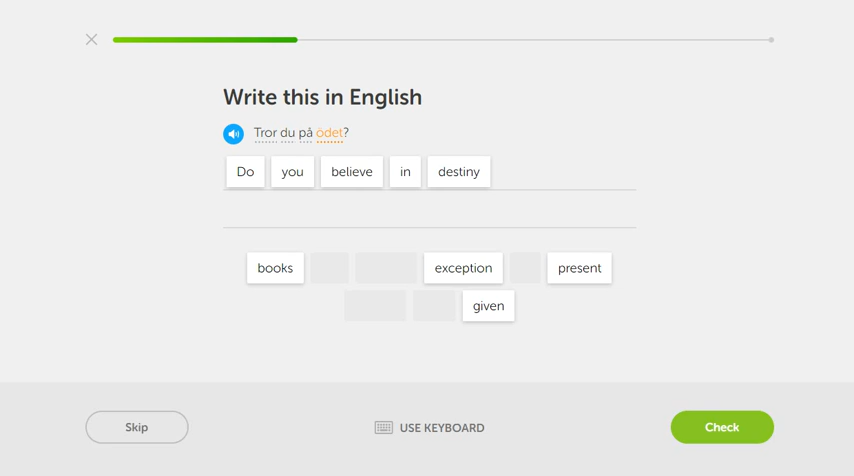 Write this in English
Tror du på ödet?
Do you believe in destiny
books exception present
given
Skip USE KEYBOARD Check